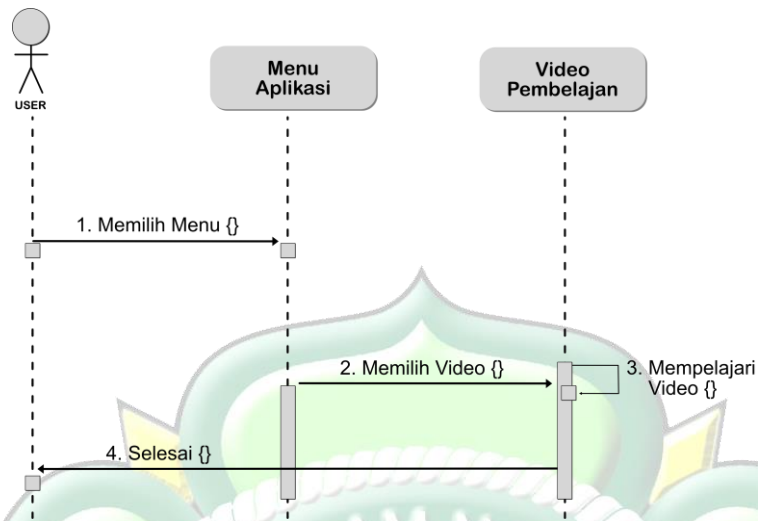 USER
Menu
Aplikasi
Video
Pembelajan
1. Memilih Menu {}
2. Memilih Video {}
3. Mempelajari
Video {}
4. Selesai {}